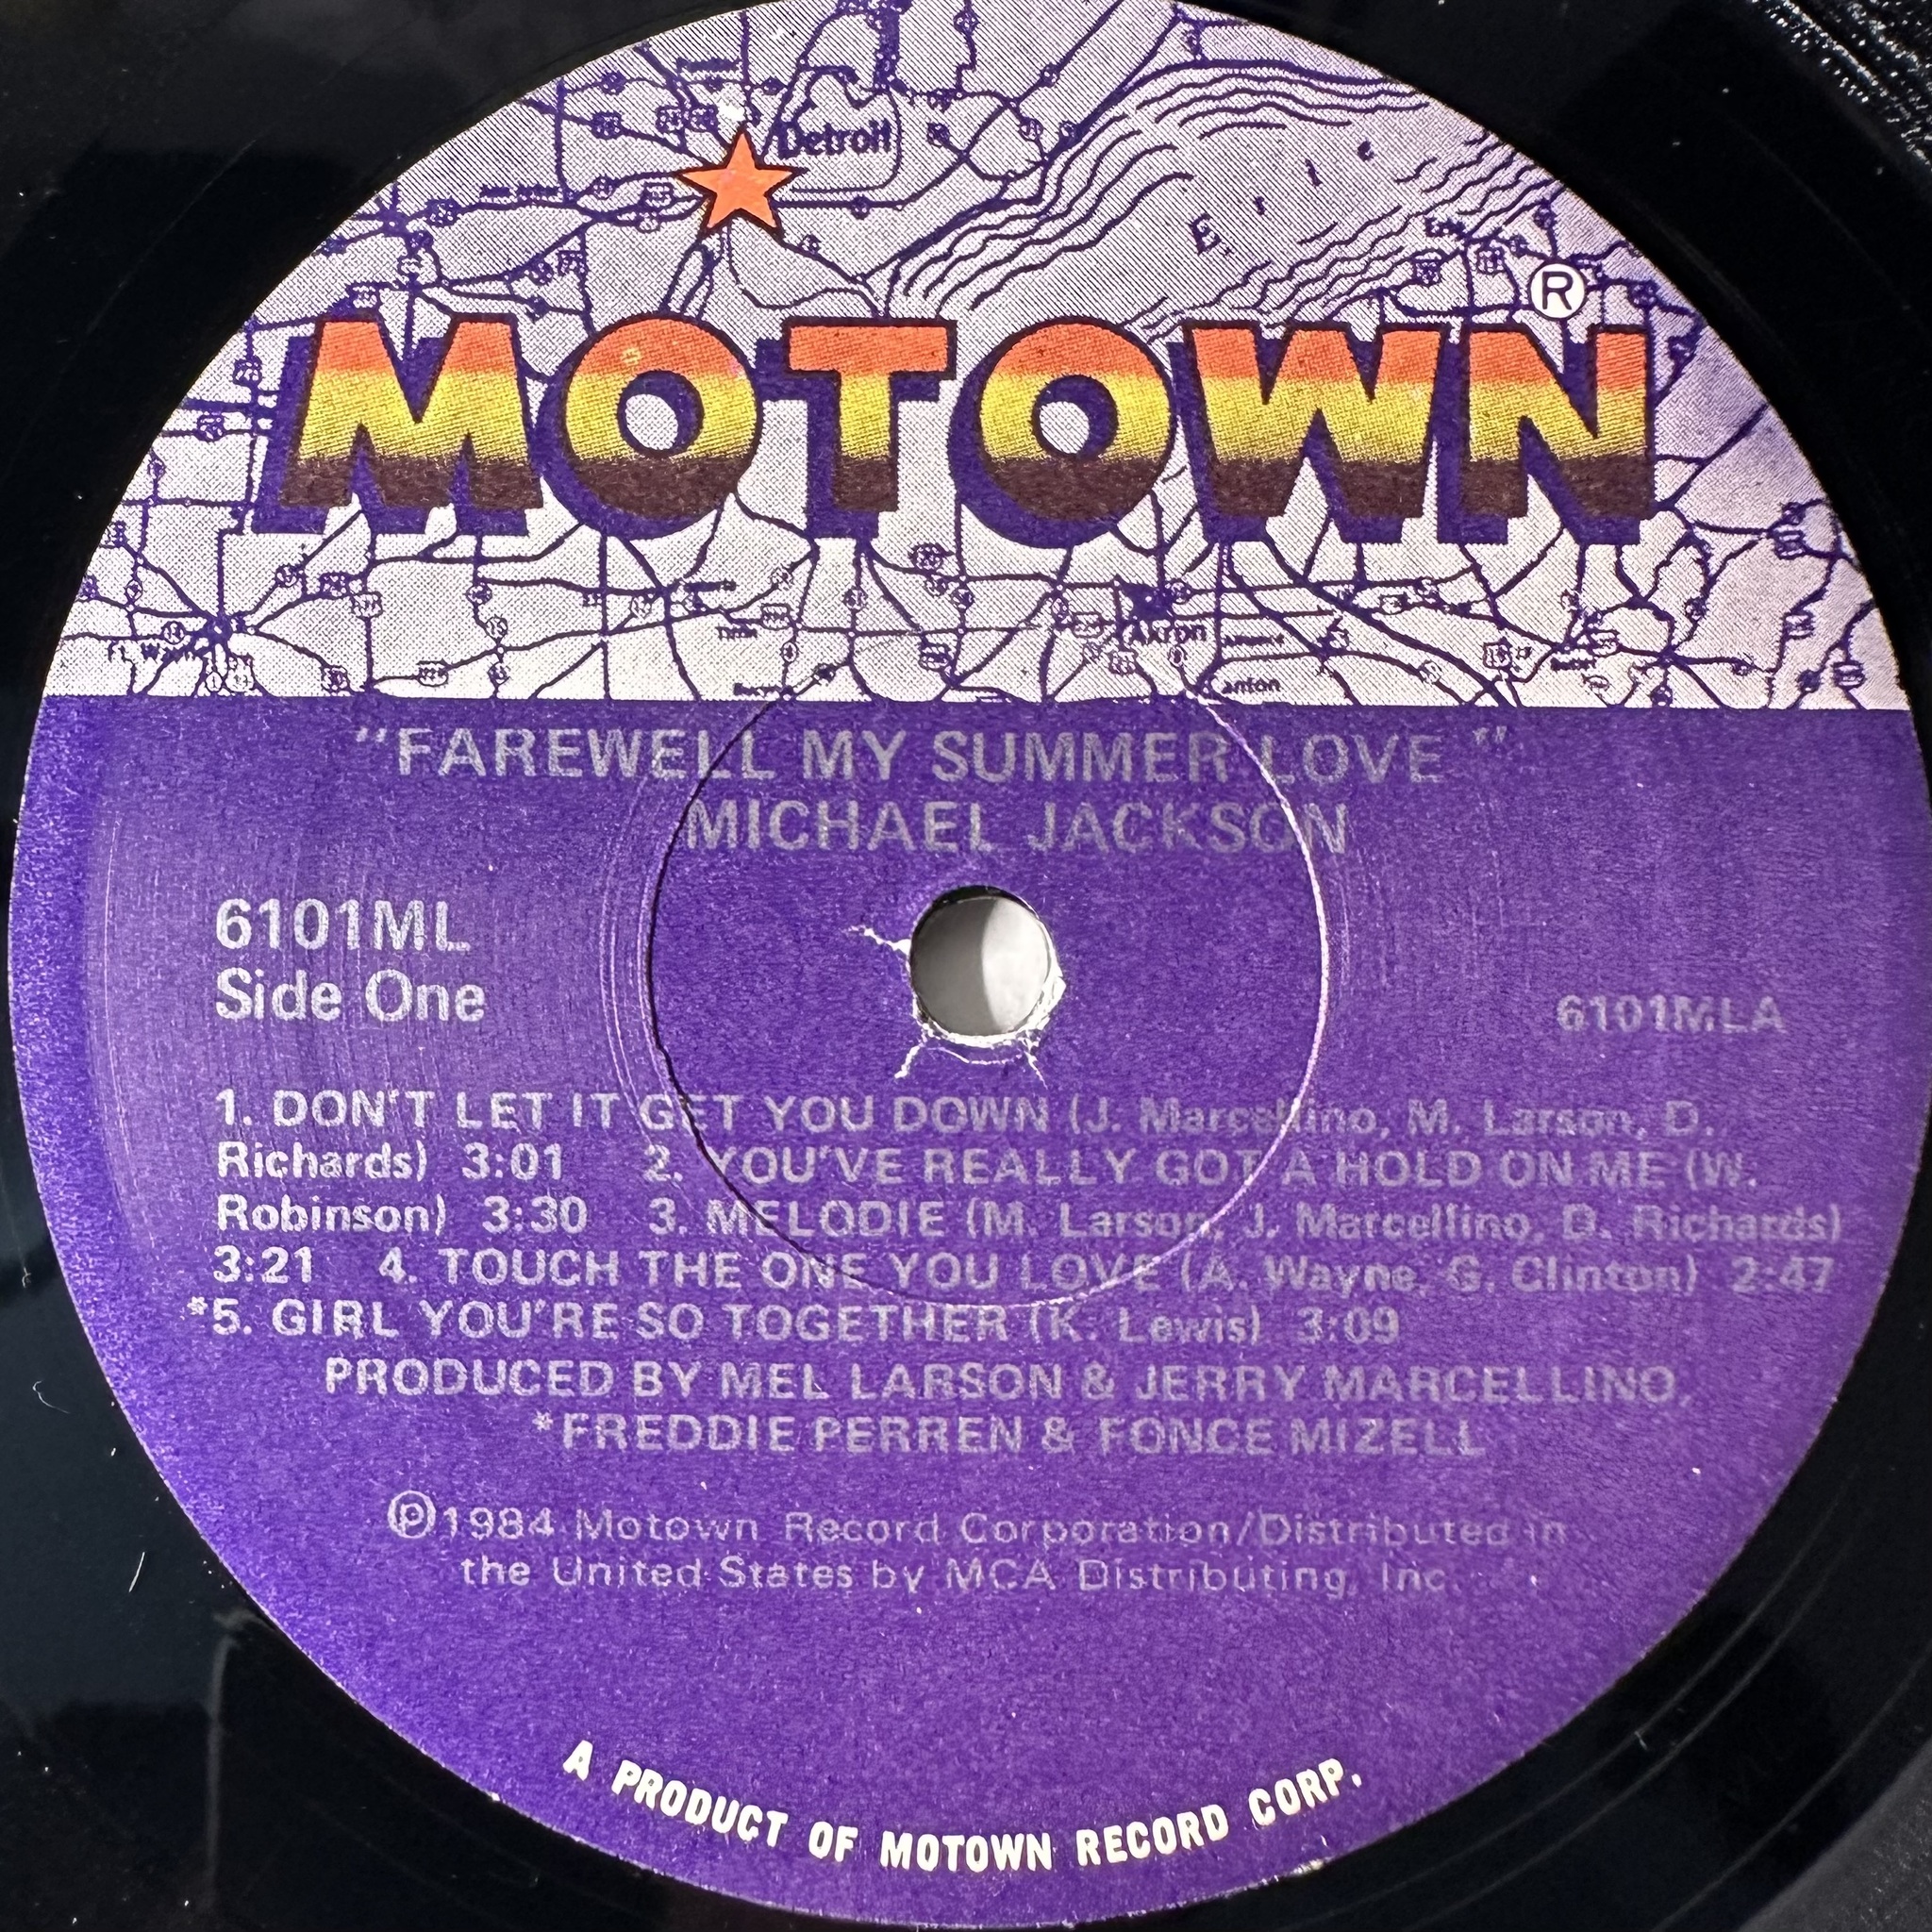 Detroit
E r i e
Erie
®
MOTOWN
Akron
Ft. Wayne
Canton
"FAREWELL MY SUMMER LOVE "
MICHAEL JACKSON
6101ML
Side One
6101MLA
1. DON'T LET IT GET YOU DOWN (J. Marcellino, M. Larson, D.
Richards) 3:01 2. YOU'VE REALLY GOT A HOLD ON ME (W.
Robinson) 3:30 3. MELODIE (M. Larson, J. Marcellino, D. Richards)
3:21 4. TOUCH THE ONE YOU LOVE (A. Wayne, G. Clinton) 2:47
*5. GIRL YOU'RE SO TOGETHER (K. Lewis) 3:09
PRODUCED BY MEL LARSON & JERRY MARCELLINO,
*FREDDIE PERREN & FONCE MIZELL
℗1984 Motown Record Corporation/Distributed in
the United States by MCA Distributing, Inc.
A PRODUCT OF MOTOWN RECORD CORP.